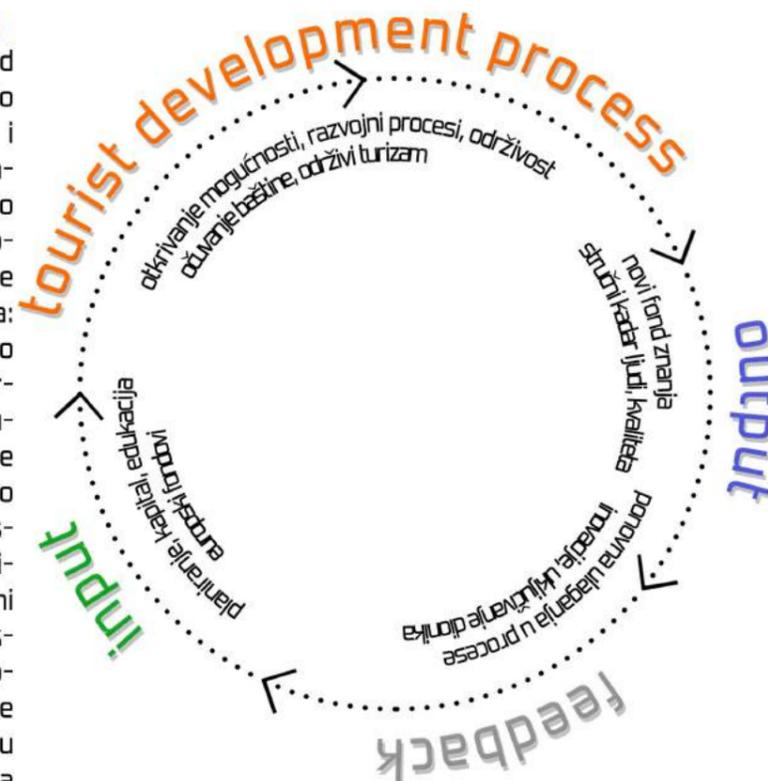 tourist development process
otkrivanje mogućnosti, razvojni procesi, održivost
očuvanje baštine, održivi turizam
output
novi fond znanja
stručni kadar ljudi, kvaliteta
feedback
ponovna ulaganja u procese
inovacije, uključivanje dionika
input
planiranje, kapital, edukacija
europski fondovi